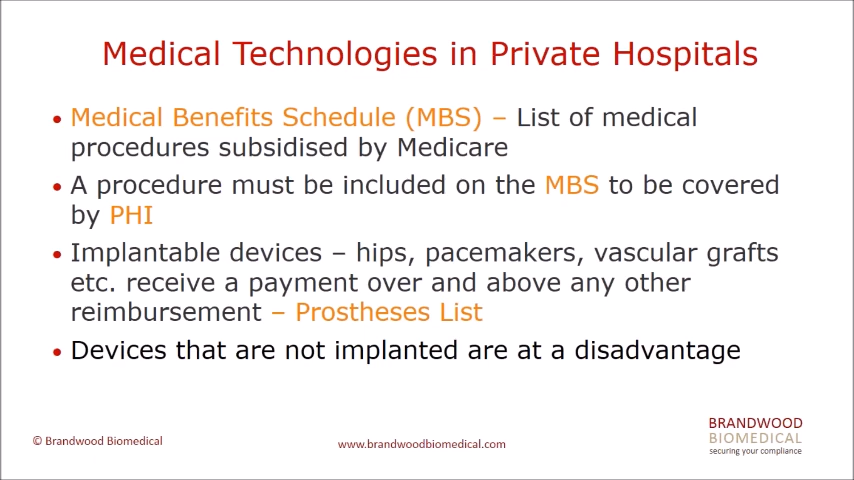 Medical Technologies in Private Hospitals
• Medical Benefits Schedule (MBS) – List of medical
procedures subsidised by Medicare
• A procedure must be included on the MBS to be covered
by PHI
• Implantable devices – hips, pacemakers, vascular grafts
etc. receive a payment over and above any other
reimbursement – Prostheses List
• Devices that are not implanted are at a disadvantage
© Brandwood Biomedical
www.brandwoodbiomedical.com
BRANDWOOD
BIOMEDICAL
securing your compliance